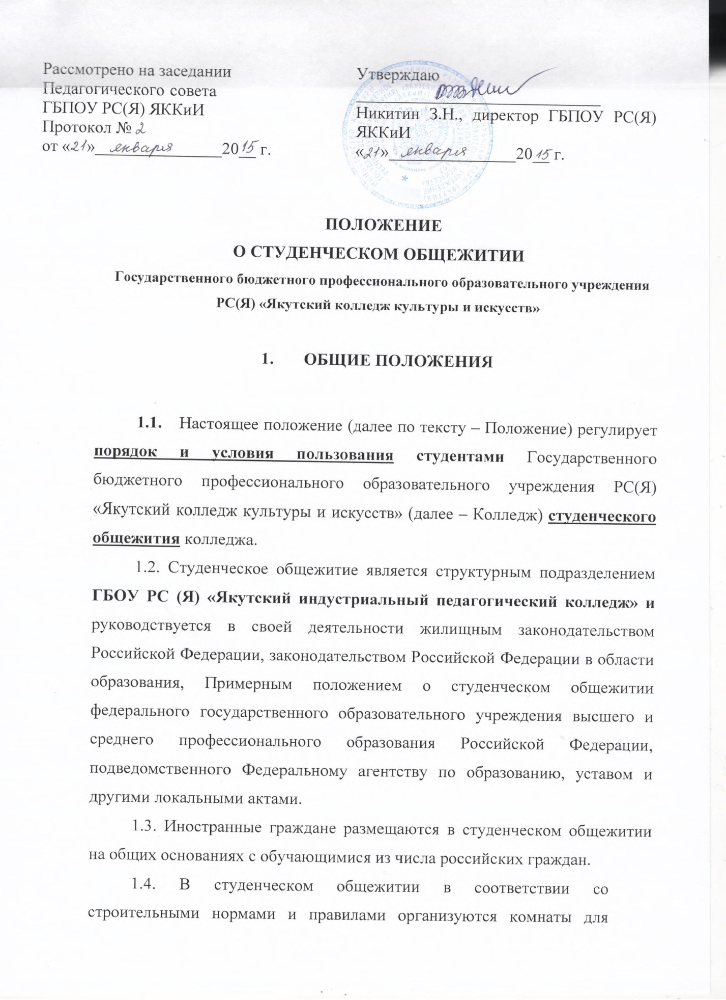 Рассмотрено на заседании
Педагогического совета
ГБПОУ РС(Я) ЯККиИ
Протокол № 2
от «21» января 2015 г.
Утверждаю
Никитин З.Н., директор ГБПОУ РС(Я)
ЯККиИ
«21» января 2015 г.
ПОЛОЖЕНИЕ
О СТУДЕНЧЕСКОМ ОБЩЕЖИТИИ
Государственного бюджетного профессионального образовательного учреждения
РС(Я) «Якутский колледж культуры и искусств»
1. ОБЩИЕ ПОЛОЖЕНИЯ
1.1. Настоящее положение (далее по тексту – Положение) регулирует
порядок и условия пользования студентами Государственного
бюджетного профессионального образовательного учреждения РС(Я)
«Якутский колледж культуры и искусств» (далее – Колледж) студенческого
общежития колледжа.
1.2. Студенческое общежитие является структурным подразделением
ГБОУ РС (Я) «Якутский индустриальный педагогический колледж» и
руководствуется в своей деятельности жилищным законодательством
Российской Федерации, законодательством Российской Федерации в области
образования, Примерным положением о студенческом общежитии
федерального государственного образовательного учреждения высшего и
среднего профессионального образования Российской Федерации,
подведомственного Федеральному агентству по образованию, уставом и
другими локальными актами.
1.3. Иностранные граждане размещаются в студенческом общежитии
на общих основаниях с обучающимися из числа российских граждан.
1.4. В студенческом общежитии в соответствии со
строительными нормами и правилами организуются комнаты для